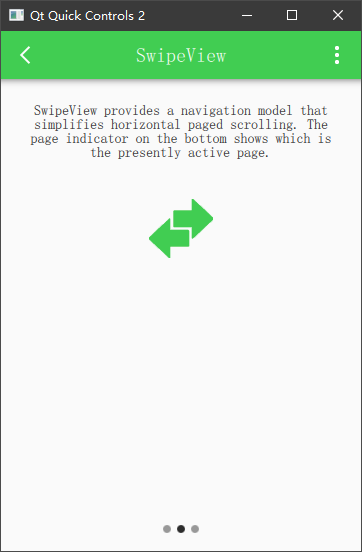 Qt Quick Controls 2
SwipeView
SwipeView provides a navigation model that
simplifies horizontal paged scrolling. The
page indicator on the bottom shows which is
the presently active page.